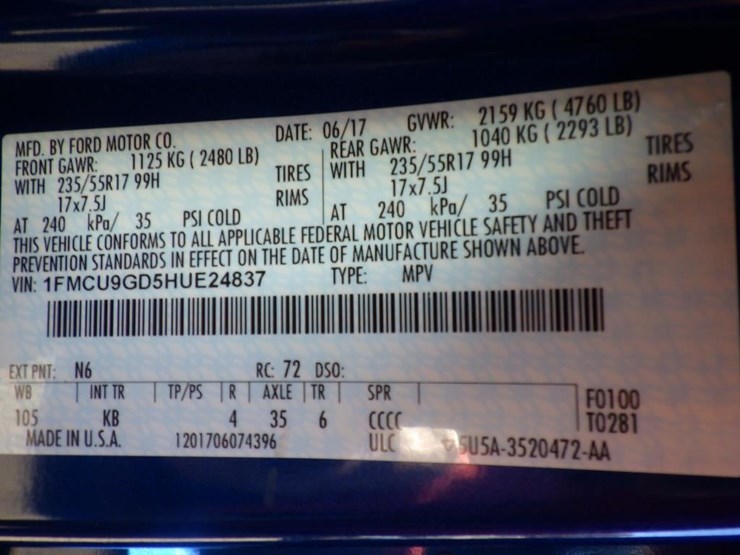 MFD. BY FORD MOTOR CO. DATE: 06/17 GVWR: 2159 KG ( 4760 LB)
FRONT GAWR: 1125 KG ( 2480 LB) REAR GAWR: 1040 KG ( 2293 LB)
WITH 235/55R17 99H TIRES WITH 235/55R17 99H TIRES
17x7.5J RIMS 17x7.5J RIMS
AT 240 kPa/ 35 PSI COLD AT 240 kPa/ 35 PSI COLD
THIS VEHICLE CONFORMS TO ALL APPLICABLE FEDERAL MOTOR VEHICLE SAFETY AND THEFT
PREVENTION STANDARDS IN EFFECT ON THE DATE OF MANUFACTURE SHOWN ABOVE.
VIN: 1FMCU9GD5HUE24837 TYPE: MPV
EXT PNT: N6 RC: 72 DSO:
WB INT TR TP/PS R AXLE TR SPR F0100
105 KB 4 35 6 CCCC T0281
MADE IN U.S.A. 1201706074396 ULC 5U5A-3520472-AA